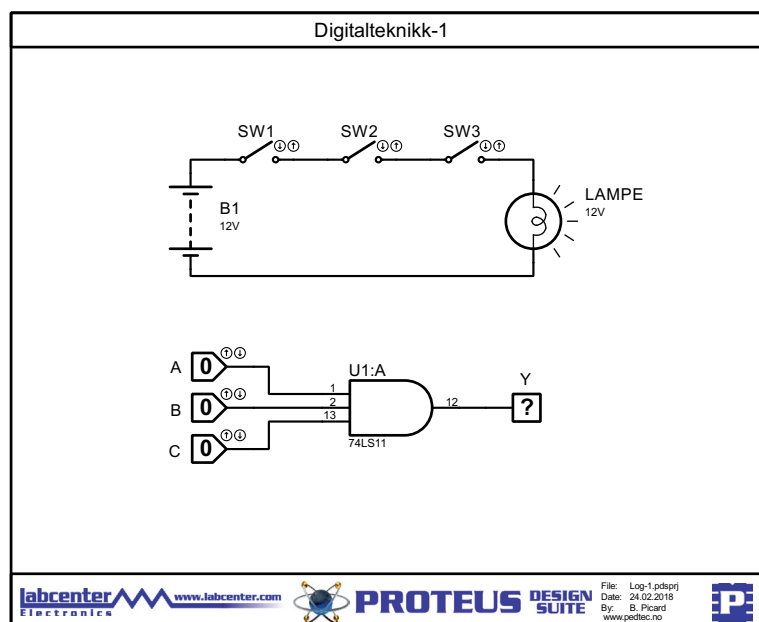 Digitalteknikk-1
SW1 SW2 SW3
B1
12V
LAMPE
12V
A 0
B 0
C 0
1
2
13
U1:A
74LS11
12
Y
?
labcenter www.labcenter.com
Electronics
PROTEUS DESIGN SUITE
File: Log-1.pdsprj
Date: 24.02.2018
By: B. Picard
www.pedtec.no
P